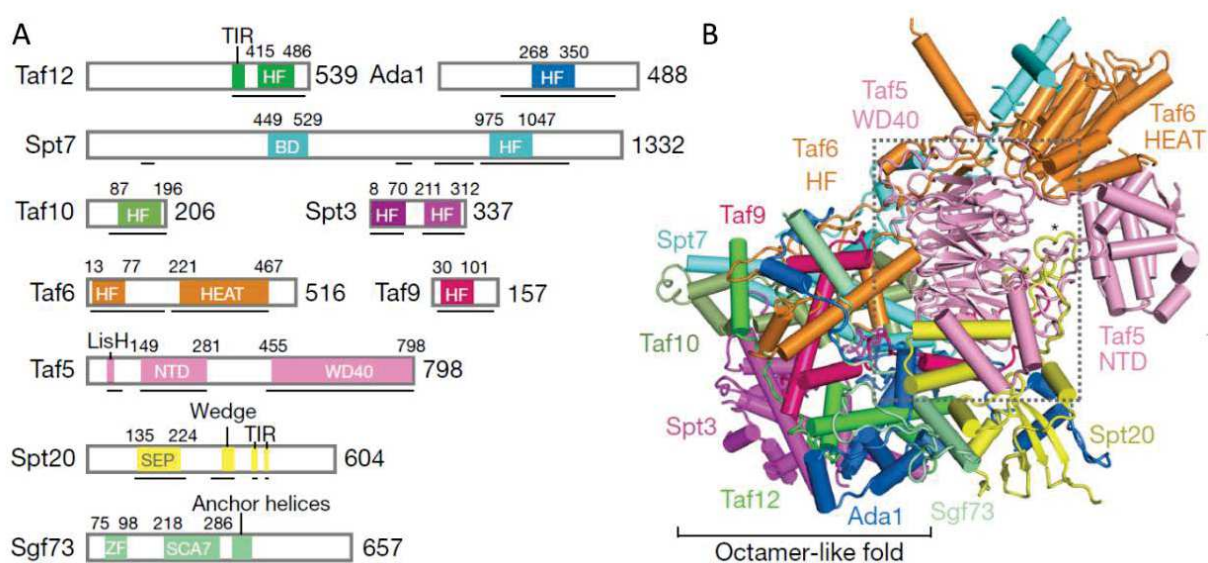 A
TIR
415 486
Taf12 HF 539
268 350
Ada1 HF 488
449 529 975 1047
Spt7 BD HF 1332
87 196
Taf10 HF 206
8 70 211 312
Spt3 HF HF 337
13 77 221 467
Taf6 HF HEAT 516
30 101
Taf9 HF 157
LisH 149 281 455 798
Taf5 NTD WD40 798
Wedge
135 224 TIR
Spt20 SEP 604
Anchor helices
75 98 218 286
Sgf73 ZF SCA7 657
B
Taf5
WD40
Taf6
HEAT
Taf6
HF
Taf9
Spt7
*
Taf10
Taf5
NTD
Spt3
Spt20
Taf12
Ada1
Sgf73
Octamer-like fold